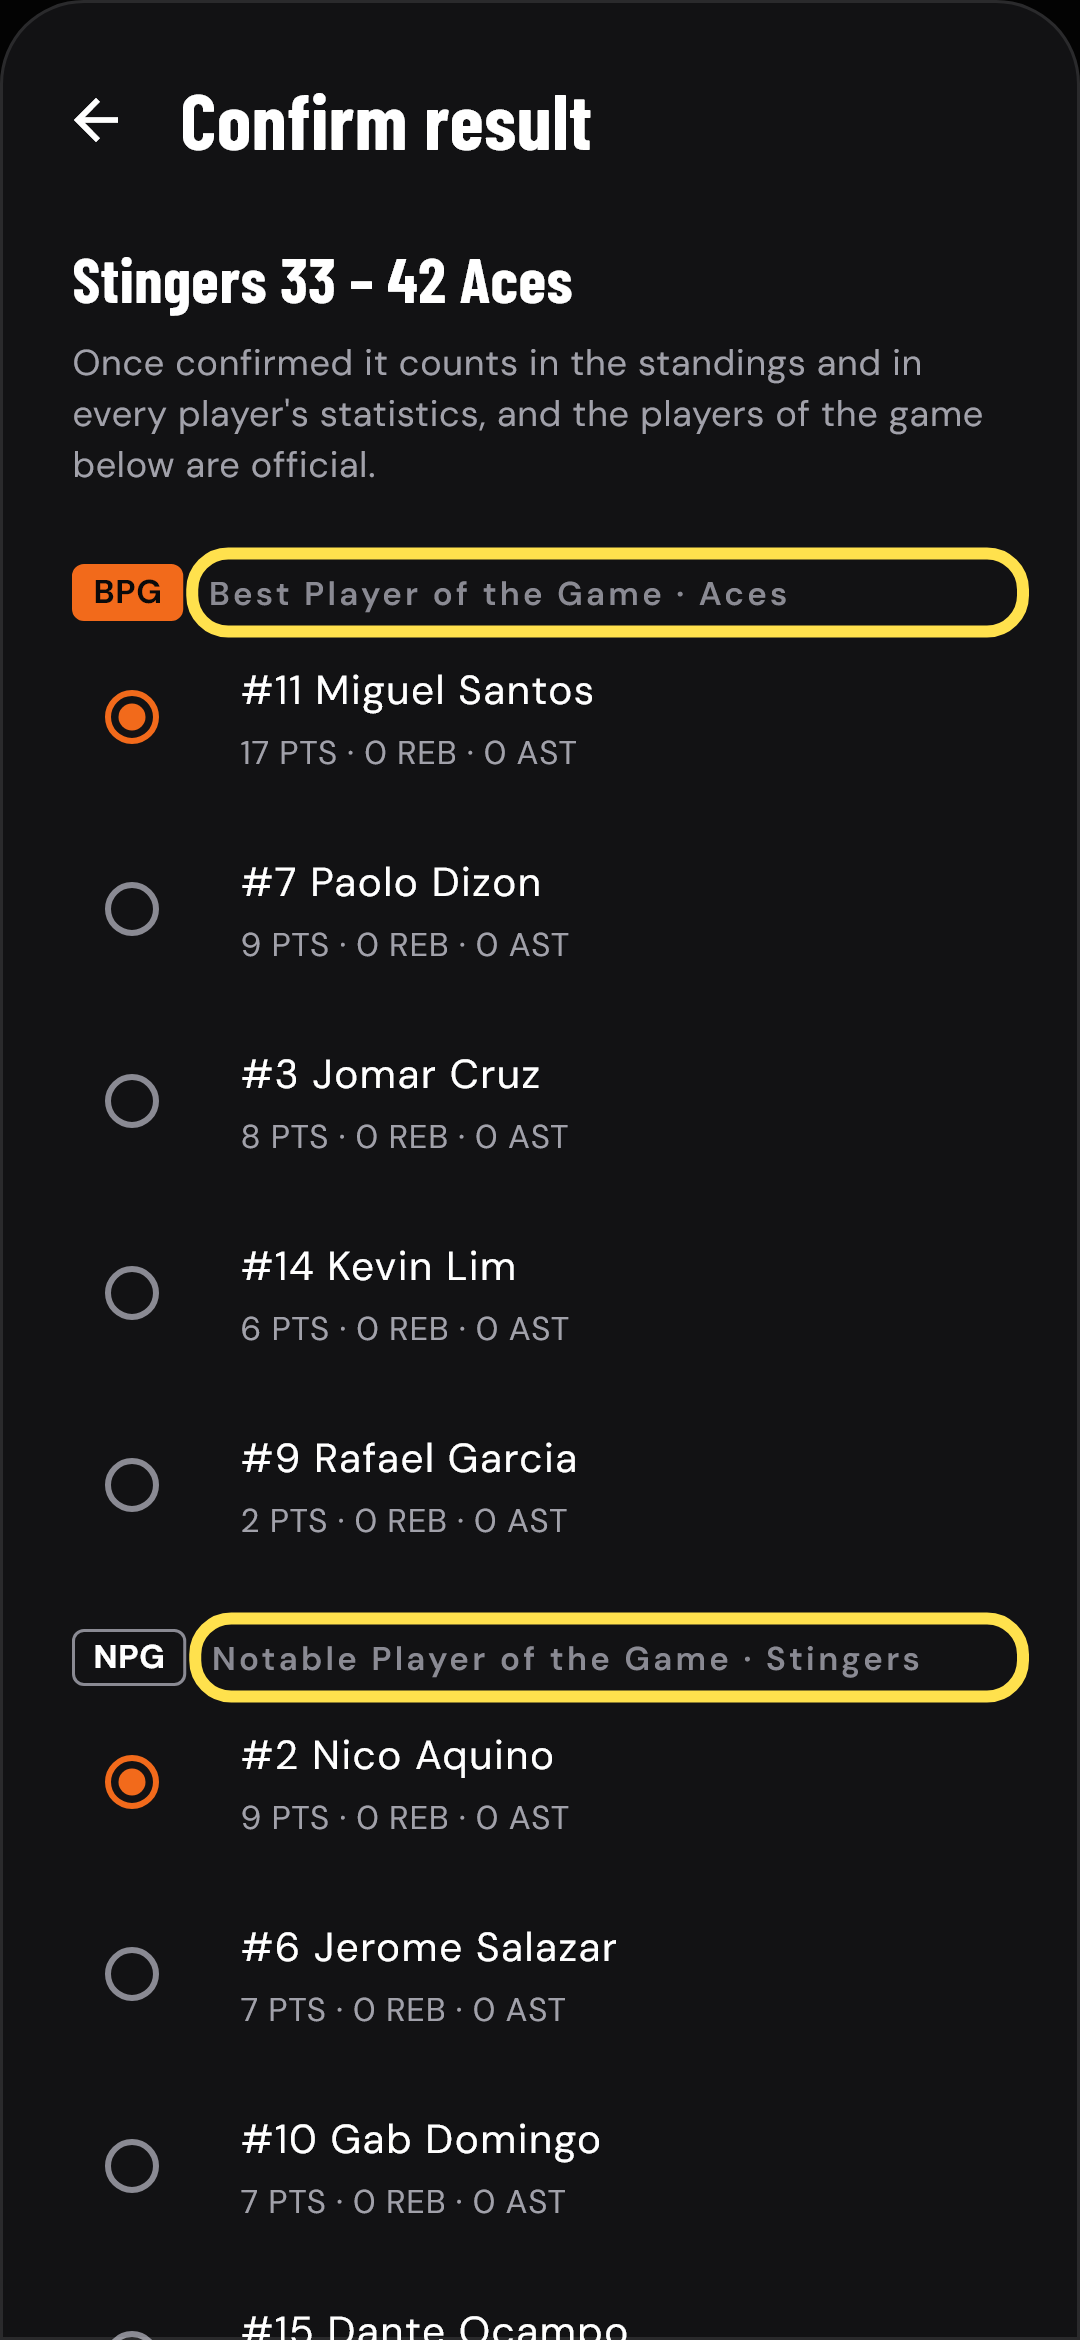 Confirm result
Stingers 33 – 42 Aces
Once confirmed it counts in the standings and in
every player's statistics, and the players of the game
below are official.
BPG Best Player of the Game · Aces
#11 Miguel Santos
17 PTS · 0 REB · 0 AST
#7 Paolo Dizon
9 PTS · 0 REB · 0 AST
#3 Jomar Cruz
8 PTS · 0 REB · 0 AST
#14 Kevin Lim
6 PTS · 0 REB · 0 AST
#9 Rafael Garcia
2 PTS · 0 REB · 0 AST
NPG Notable Player of the Game · Stingers
#2 Nico Aquino
9 PTS · 0 REB · 0 AST
#6 Jerome Salazar
7 PTS · 0 REB · 0 AST
#10 Gab Domingo
7 PTS · 0 REB · 0 AST
#15 Dante Ocampo